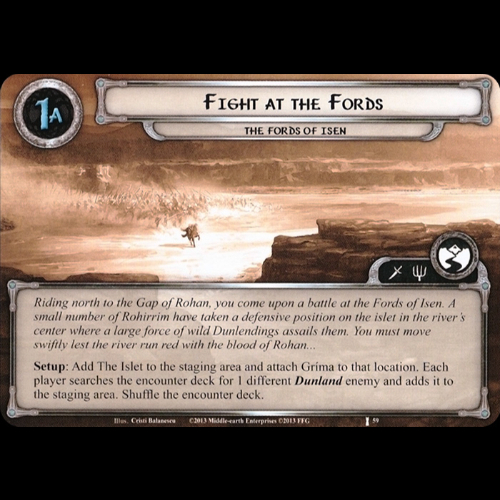 1A
FIGHT AT THE FORDS
THE FORDS OF ISEN
Riding north to the Gap of Rohan, you come upon a battle at the Fords of Isen. A
small number of Rohirrim have taken a defensive position on the islet in the river's
center where a large force of wild Dunlendings assails them. You must move
swiftly lest the river run red with the blood of Rohan...
Setup: Add The Islet to the staging area and attach Gríma to that location. Each
player searches the encounter deck for 1 different Dunland enemy and adds it to
the staging area. Shuffle the encounter deck.
Illus. Cristi Balanescu ©2013 Middle-earth Enterprises ©2013 FFG 59